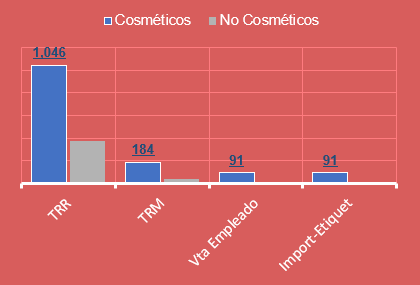 Cosméticos No Cosméticos
1,046
184
91
91
TRR
TRM
Vta Empleado
Import-Etiquet